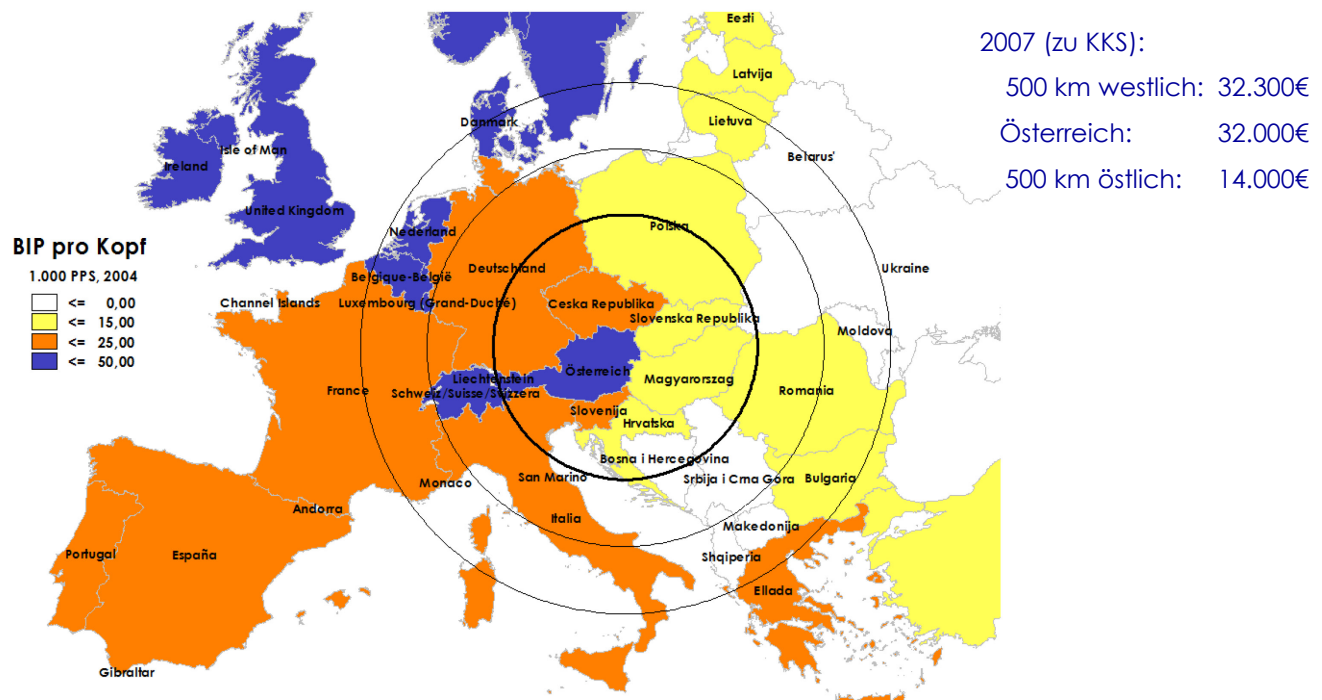 Eesti
2007 (zu KKS):
Latvija
500 km westlich: 32.300€
Danmark
Lietuva
Österreich: 32.000€
Isle of Man
Belarus'
Ireland
500 km östlich: 14.000€
United Kingdom
Nederland
Polska
BIP pro Kopf
1.000 PPS, 2004
<= 0,00
<= 15,00
<= 25,00
<= 50,00
Deutschland
Ukraine
Belgique-België
Channel Islands
Luxembourg (Grand-Duché)
Ceska Republika
Slovenska Republika
Moldova
Liechtenstein
Österreich
Magyarorszag
France
Schweiz/Suisse/Svizzera
Romania
Slovenija
Hrvatska
Bosna i Hercegovina
San Marino
Srbija i Crna Gora
Bulgaria
Monaco
Andorra
Italia
Makedonija
Portugal
España
Shqiperia
Ellada
Gibraltar